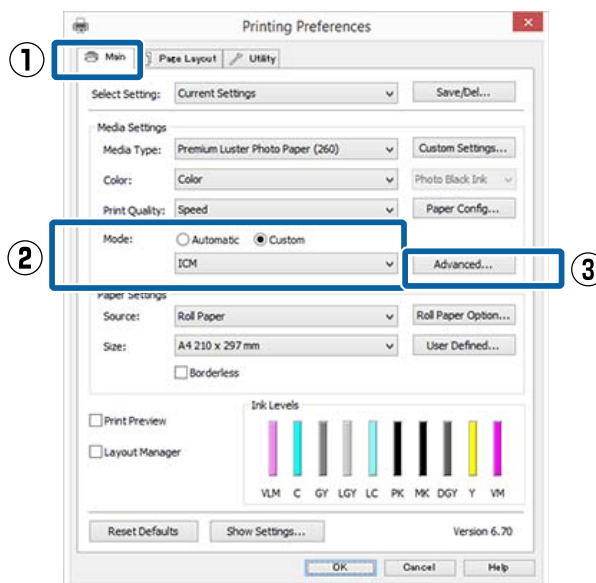 Printing Preferences
① Main Page Layout Utility
Select Setting: Current Settings Save/Del...
Media Settings
Media Type: Premium Luster Photo Paper (260) Custom Settings...
Color: Color Photo Black Ink
Print Quality: Speed Paper Config...
② Mode: Automatic Custom
ICM Advanced... ③
Paper Settings
Source: Roll Paper Roll Paper Option...
Size: A4 210 x 297 mm User Defined...
Borderless
Ink Levels
Print Preview
Layout Manager
VLM C GY LGY LC PK MK DGY Y VM
Reset Defaults Show Settings... Version 6.70
OK Cancel Help